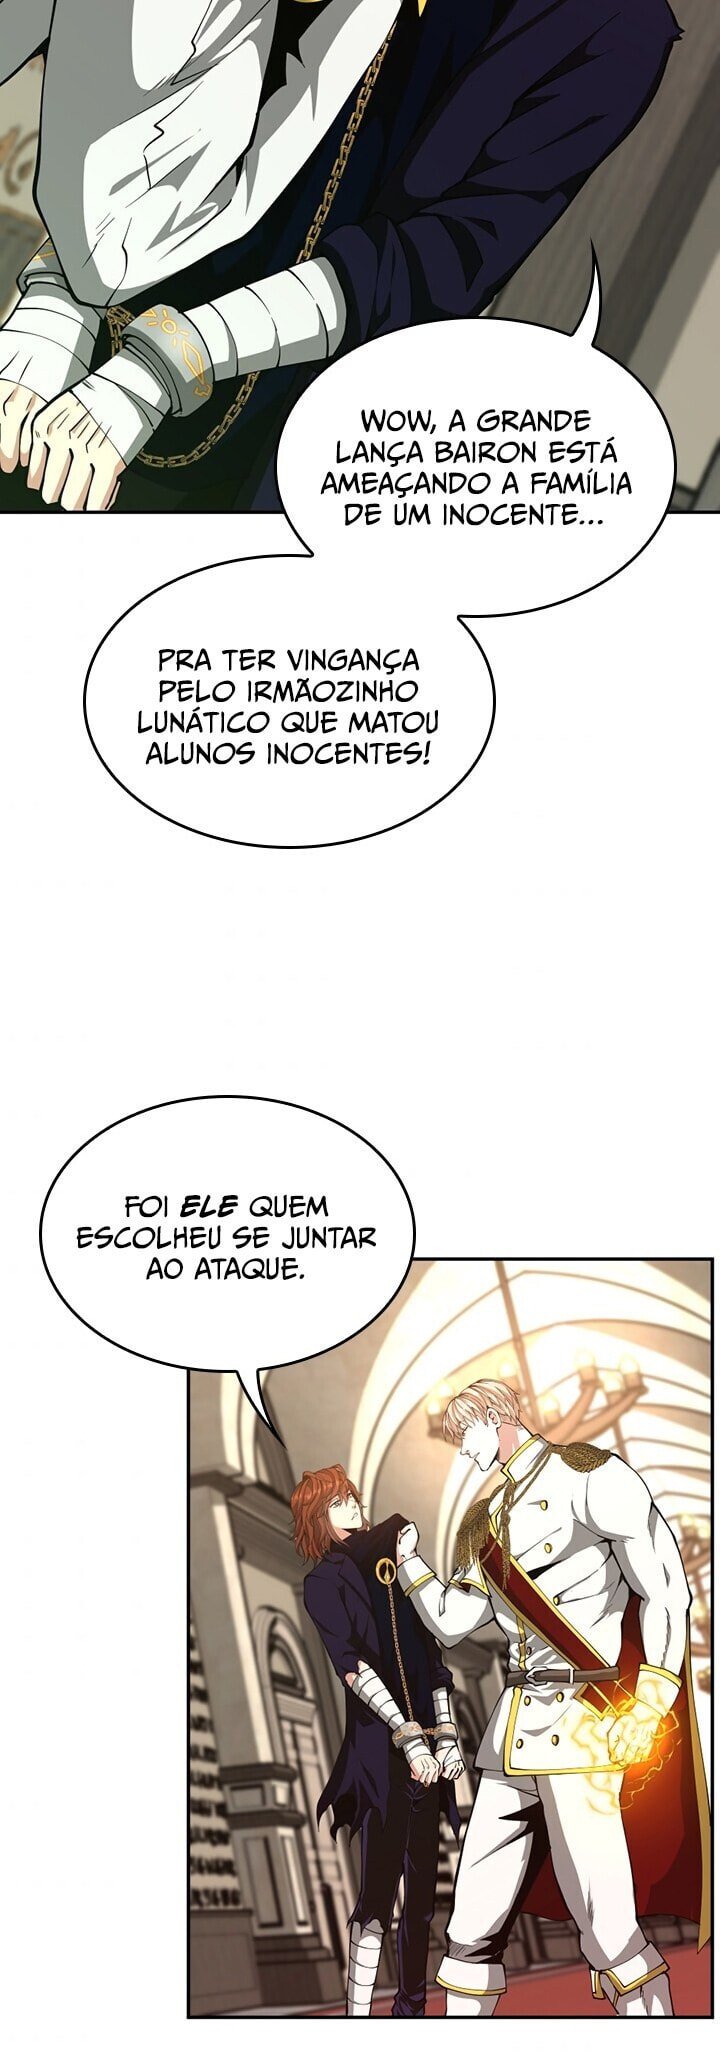 WOW, A GRANDE
LANÇA BAIRON ESTÁ
AMEAÇANDO A FAMÍLIA
DE UM INOCENTE...
PRA TER VINGANÇA
PELO IRMÃOZINHO
LUNÁTICO QUE MATOU
ALUNOS INOCENTES!
FOI ELE QUEM
ESCOLHEU SE JUNTAR
AO ATAQUE.